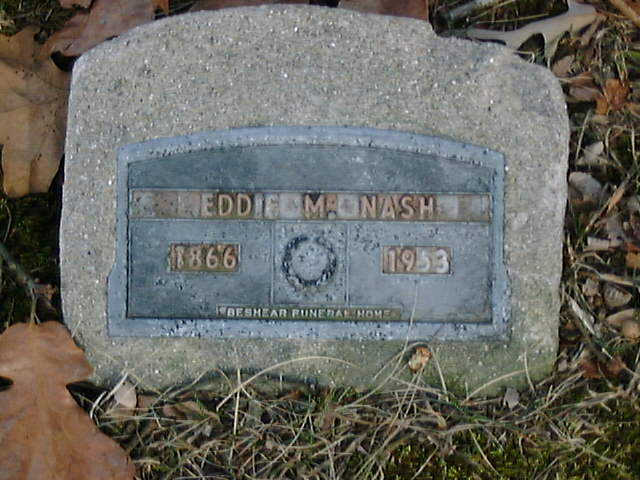 EDDIE M. NASH
1866 1953
BESHEAR FUNERAL HOME